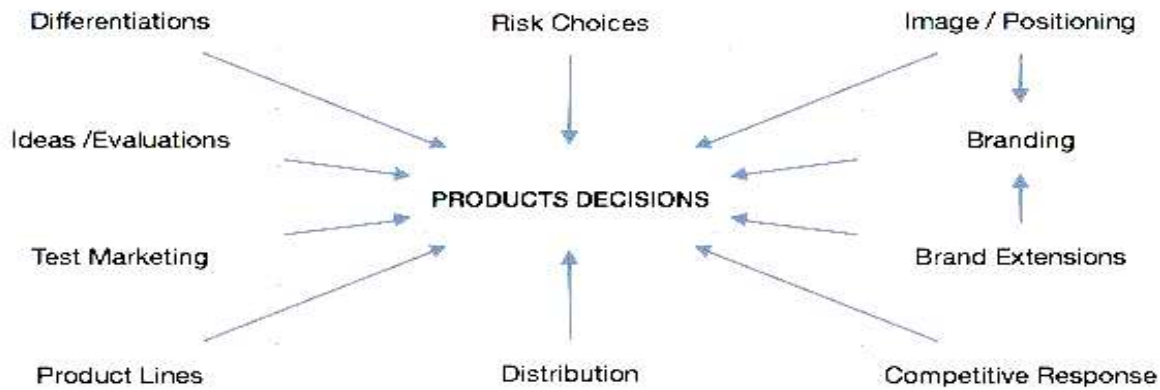 Differentiations
Risk Choices
Image / Positioning
Ideas /Evaluations
Branding
PRODUCTS DECISIONS
Test Marketing
Brand Extensions
Product Lines
Distribution
Competitive Response